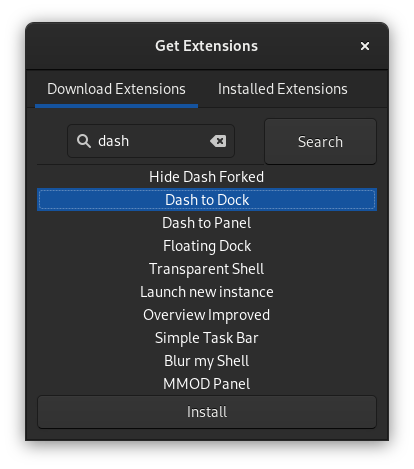 Get Extensions
Download Extensions Installed Extensions
dash Search
Hide Dash Forked
Dash to Dock
Dash to Panel
Floating Dock
Transparent Shell
Launch new instance
Overview Improved
Simple Task Bar
Blur my Shell
MMOD Panel
Install